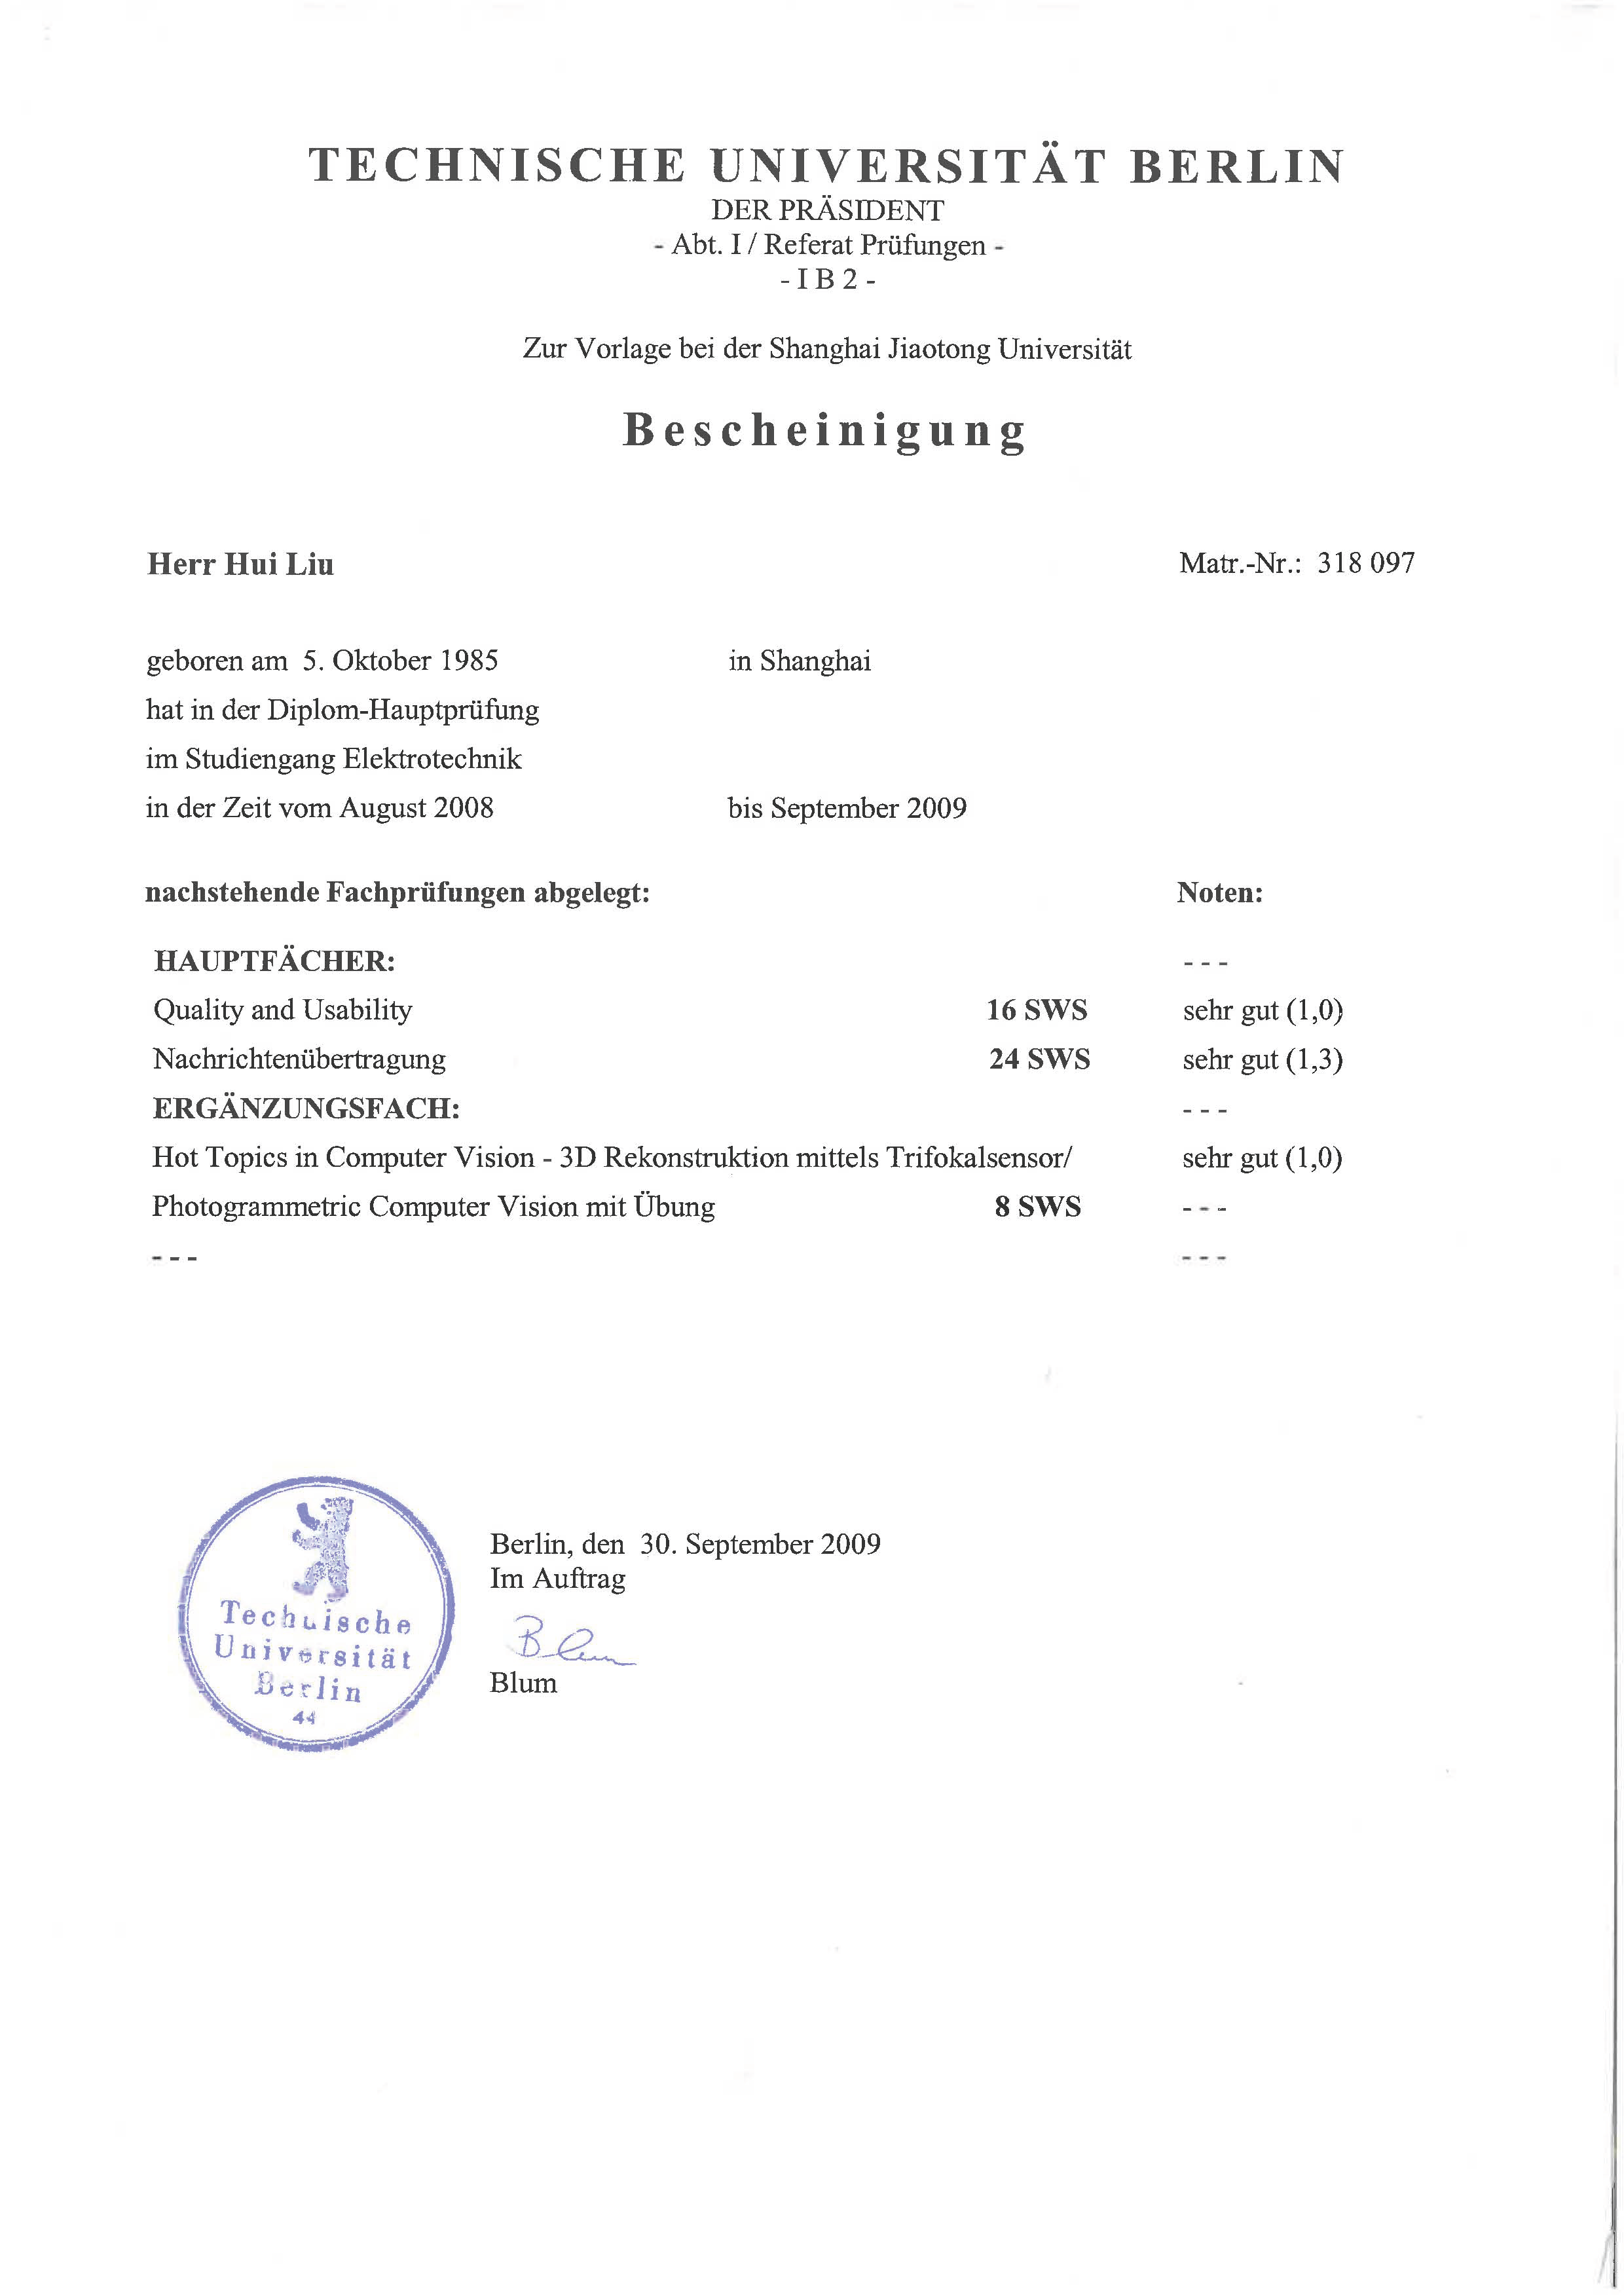 TECHNISCHE UNIVERSITÄT BERLIN
DER PRÄSIDENT
- Abt. I / Referat Prüfungen -
- I B 2 -
Zur Vorlage bei der Shanghai Jiaotong Universität
Bescheinigung
Herr Hui Liu Matr.-Nr.: 318 097
geboren am 5. Oktober 1985 in Shanghai
hat in der Diplom-Hauptprüfung
im Studiengang Elektrotechnik
in der Zeit vom August 2008 bis September 2009
nachstehende Fachprüfungen abgelegt: Noten:
HAUPTFÄCHER: - - -
Quality and Usability 16 SWS sehr gut (1,0)
Nachrichtenübertragung 24 SWS sehr gut (1,3)
ERGÄNZUNGSFACH: - - -
Hot Topics in Computer Vision - 3D Rekonstruktion mittels Trifokalsensor/ sehr gut (1,0)
Photogrammetric Computer Vision mit Übung 8 SWS - - -
- - - - - -
Berlin, den 30. September 2009
Im Auftrag
Blum
Blum
Technische
Universität
Berlin
44